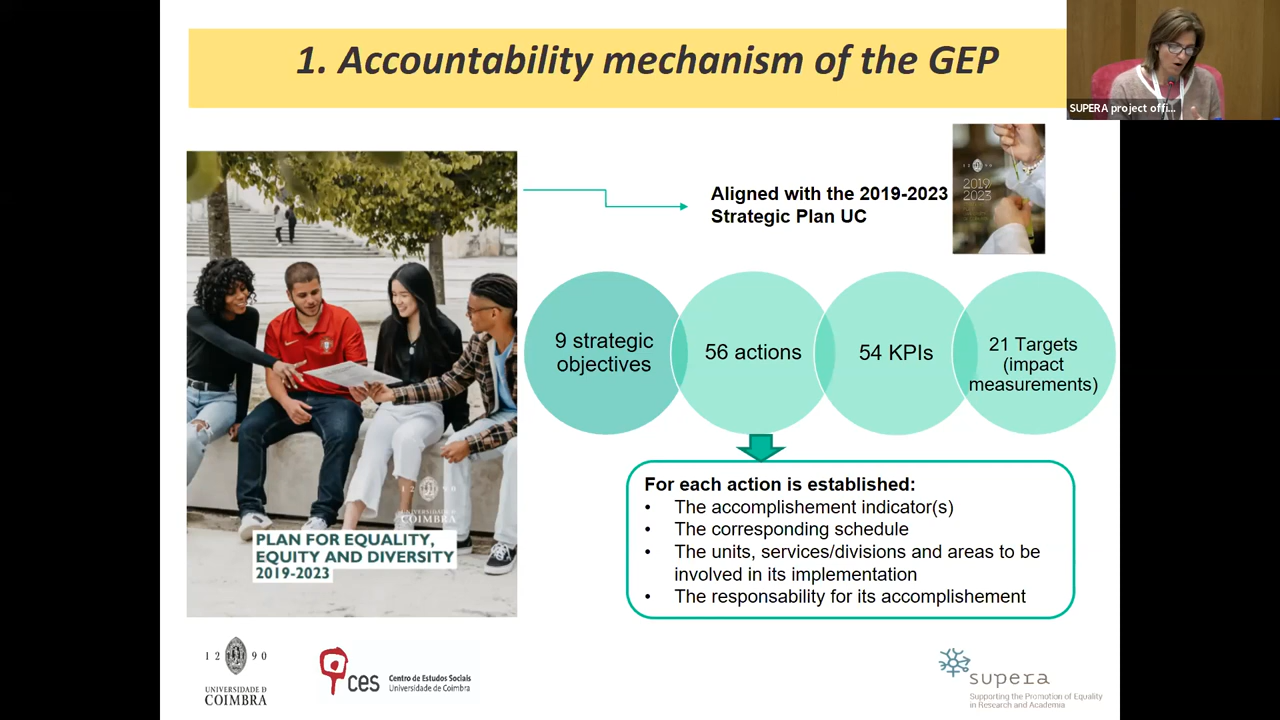 1. Accountability mechanism of the GEP
SUPERA project offi...
Aligned with the 2019-2023
Strategic Plan UC
1290
2019
2023
9 strategic
objectives
56 actions
54 KPIs
21 Targets
(impact
measurements)
For each action is established:
• The accomplishement indicator(s)
• The corresponding schedule
• The units, services/divisions and areas to be
involved in its implementation
• The responsability for its accomplishement
1290
UNIVERSIDADE D
COIMBRA
PLAN FOR EQUALITY,
EQUITY AND DIVERSITY
2019-2023
1290
UNIVERSIDADE D
COIMBRA
ces
Centro de Estudos Sociais
Universidade de Coimbra
supera
Supporting the Promotion of Equality
in Research and Academia